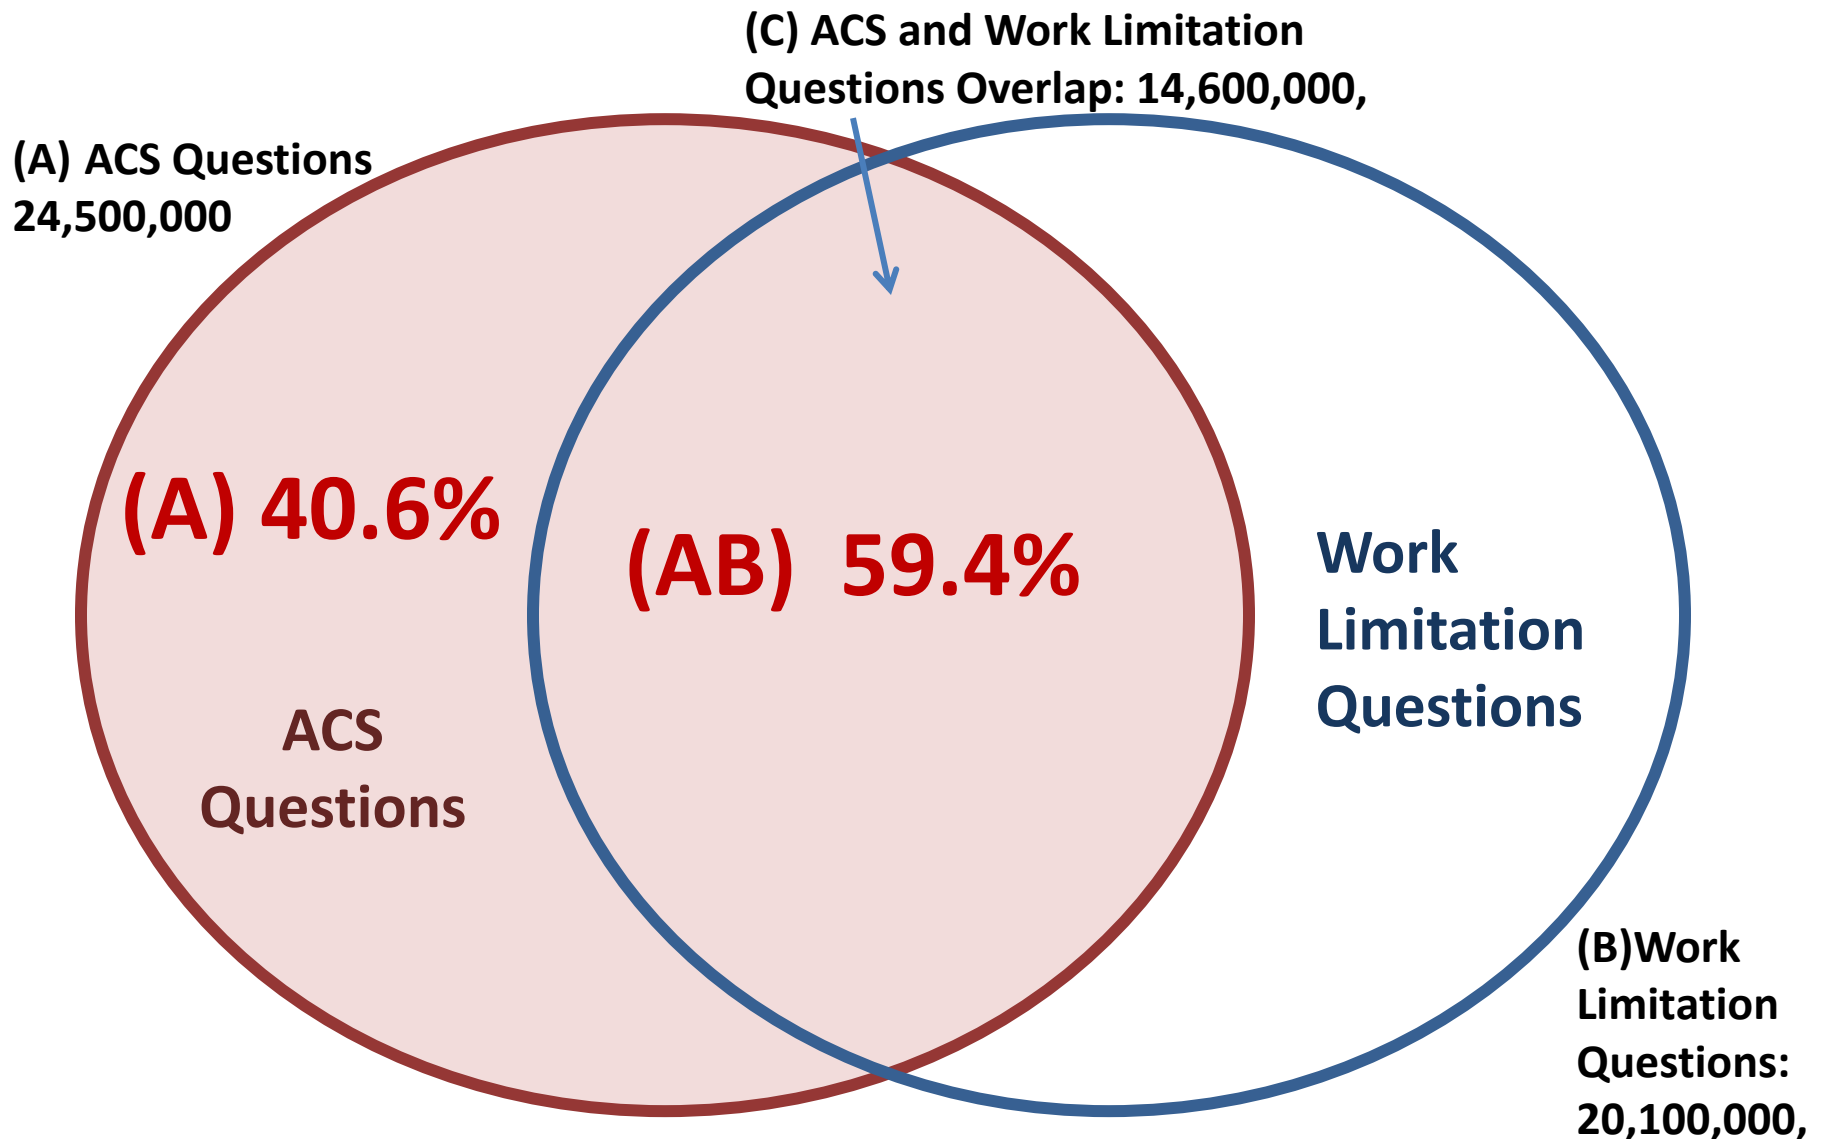 (C) ACS and Work Limitation
Questions Overlap: 14,600,000,
(A) ACS Questions
24,500,000
(A) 40.6%
(AB) 59.4%
ACS
Questions
Work
Limitation
Questions
(B)Work
Limitation
Questions:
20,100,000,